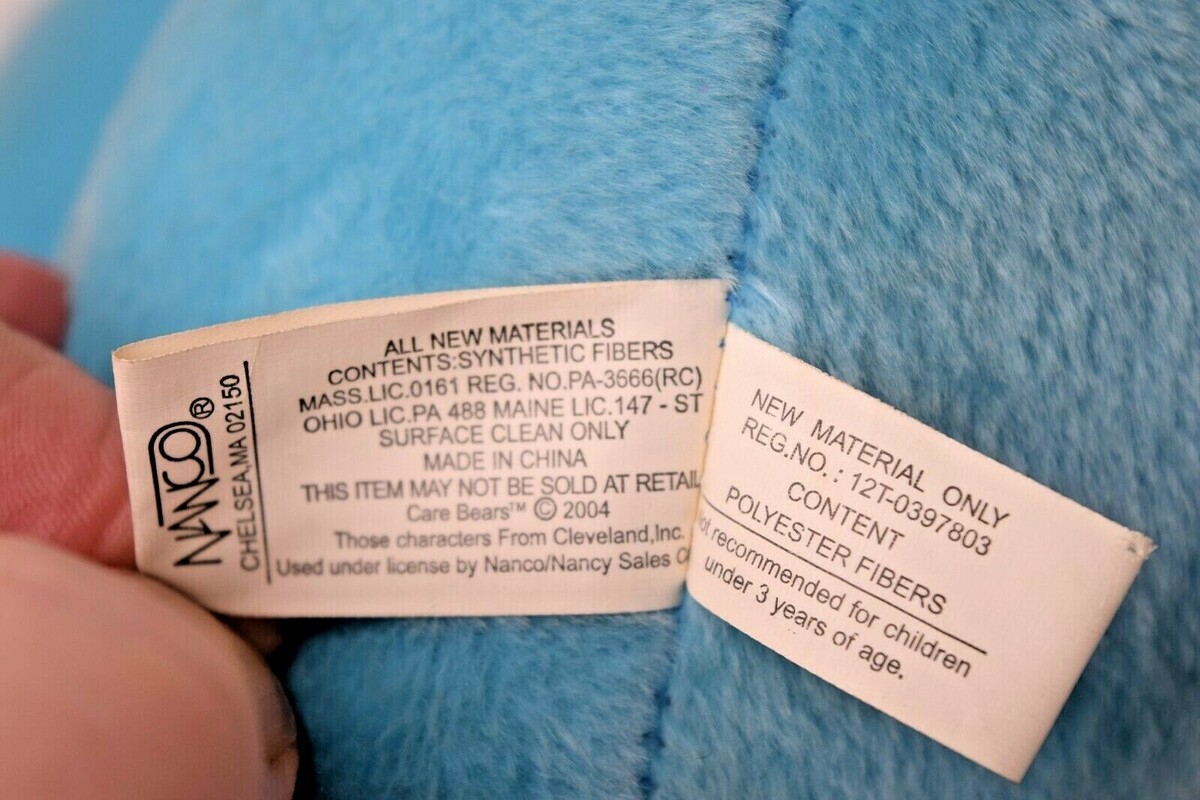 NANCO®
CHELSEA,MA 02150
ALL NEW MATERIALS
CONTENTS:SYNTHETIC FIBERS
MASS.LIC.0161 REG. NO.PA-3666(RC)
OHIO LIC.PA 488 MAINE LIC.147 - ST
SURFACE CLEAN ONLY
MADE IN CHINA
THIS ITEM MAY NOT BE SOLD AT RETAIL
Care Bears™ © 2004
Those characters From Cleveland,Inc.
Used under license by Nanco/Nancy Sales
NEW MATERIAL ONLY
REG.NO. : 12T-0397803
CONTENT
POLYESTER FIBERS
recommended for children
under 3 years of age.